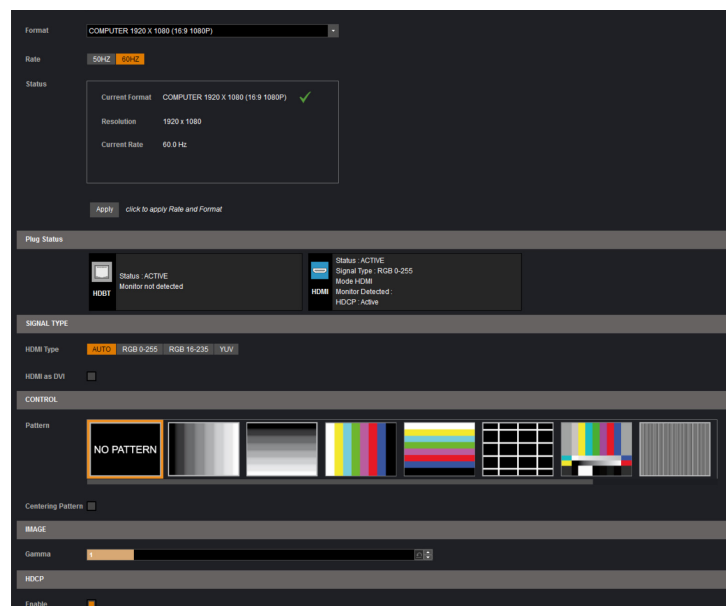 Format COMPUTER 1920 X 1080 (16:9 1080P)
Rate 50HZ 60HZ
Status
Current Format COMPUTER 1920 X 1080 (16:9 1080P)
Resolution 1920 x 1080
Current Rate 60.0 Hz
Apply click to apply Rate and Format
Plug Status
HDBT
Status : ACTIVE
Monitor not detected
HDMI
Status : ACTIVE
Signal Type : RGB 0-255
Mode HDMI
Monitor Detected :
HDCP : Active
SIGNAL TYPE
HDMI Type AUTO RGB 0-255 RGB 16-235 YUV
HDMI as DVI
CONTROL
Pattern
NO PATTERN
Centering Pattern
IMAGE
Gamma 1
HDCP
Enable